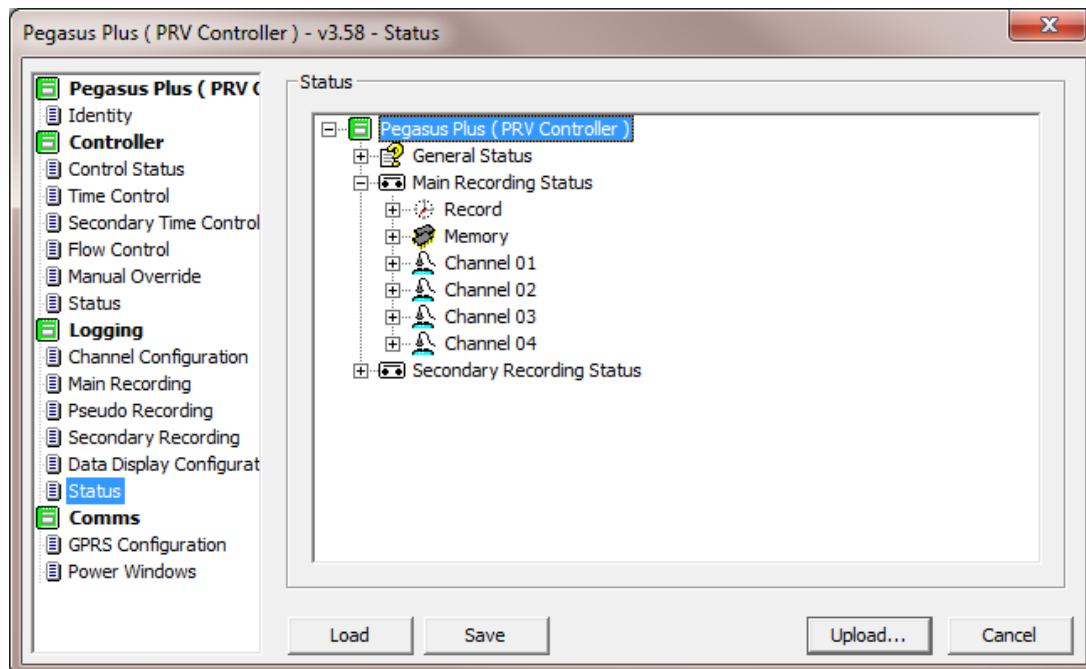 Pegasus Plus ( PRV Controller ) - v3.58 - Status
Pegasus Plus ( PRV C
Identity
Controller
Control Status
Time Control
Secondary Time Control
Flow Control
Manual Override
Status
Logging
Channel Configuration
Main Recording
Pseudo Recording
Secondary Recording
Data Display Configurat
Status
Comms
GPRS Configuration
Power Windows
Status
Pegasus Plus ( PRV Controller )
General Status
Main Recording Status
Record
Memory
Channel 01
Channel 02
Channel 03
Channel 04
Secondary Recording Status
Load Save Upload... Cancel